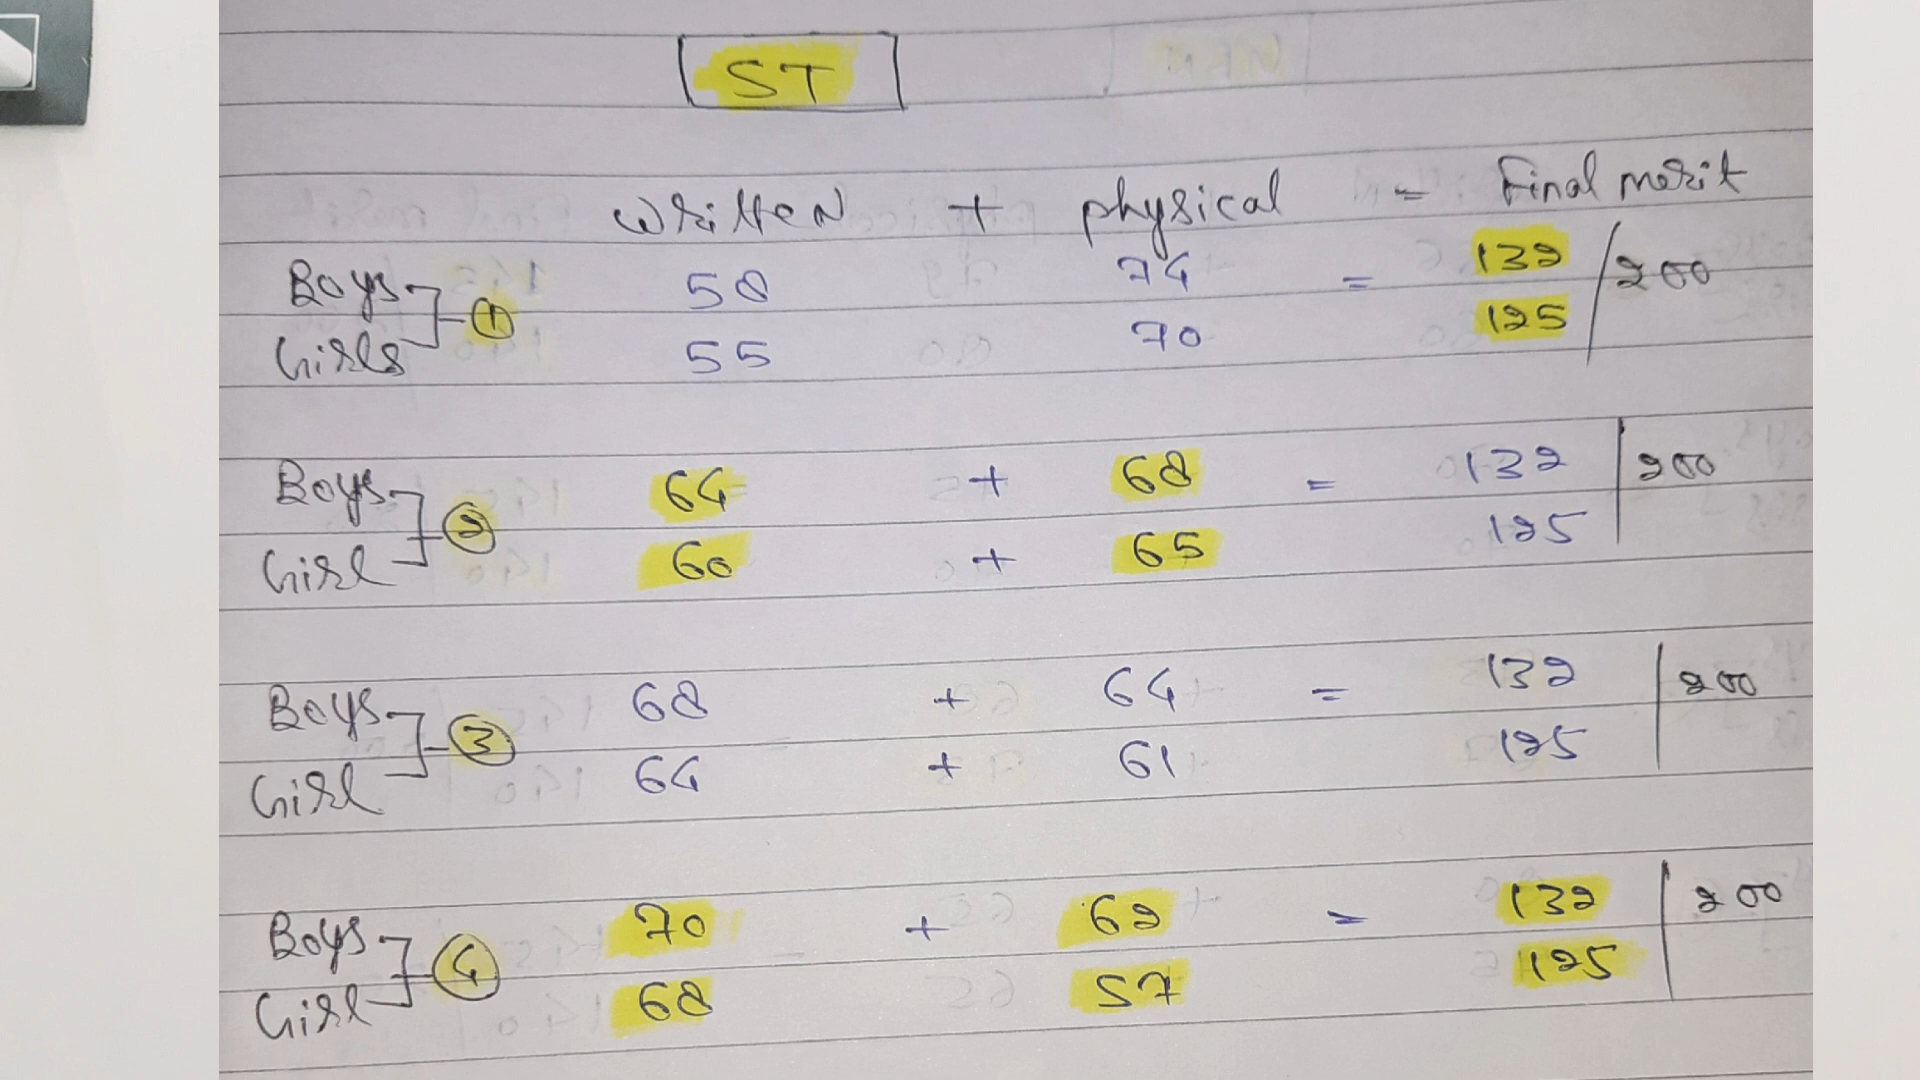 ST
written + physical = Final merit
Boys 1 58 74 = 132 / 200
Girls 55 70 125
Boys 2 64 + 68 = 132 | 200
Girl 60 + 65 125
Boys 3 68 + 64 = 132 | 200
Girl 64 + 61 125
Boys 4 70 + 62 = 132 | 200
Girl 68 57 125